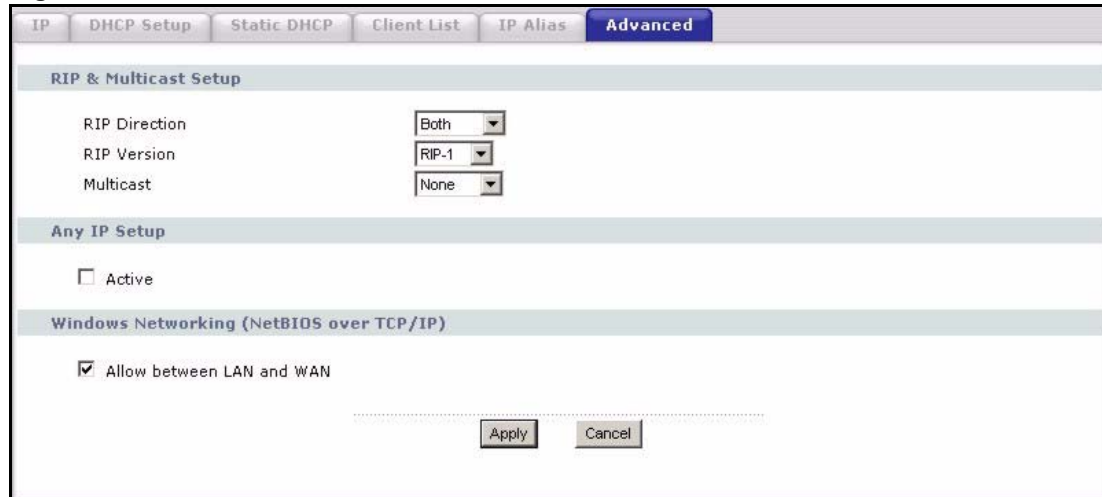 IP DHCP Setup Static DHCP Client List IP Alias Advanced
RIP & Multicast Setup
RIP Direction Both
RIP Version RIP-1
Multicast None
Any IP Setup
Active
Windows Networking (NetBIOS over TCP/IP)
Allow between LAN and WAN
Apply Cancel